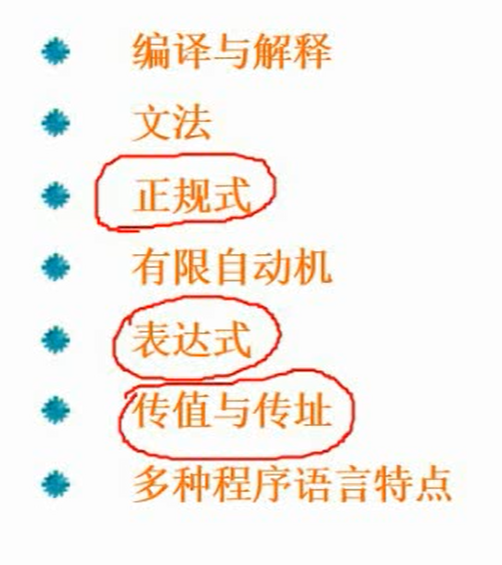 编译与解释
文法
正规式
有限自动机
表达式
传值与传址
多种程序语言特点